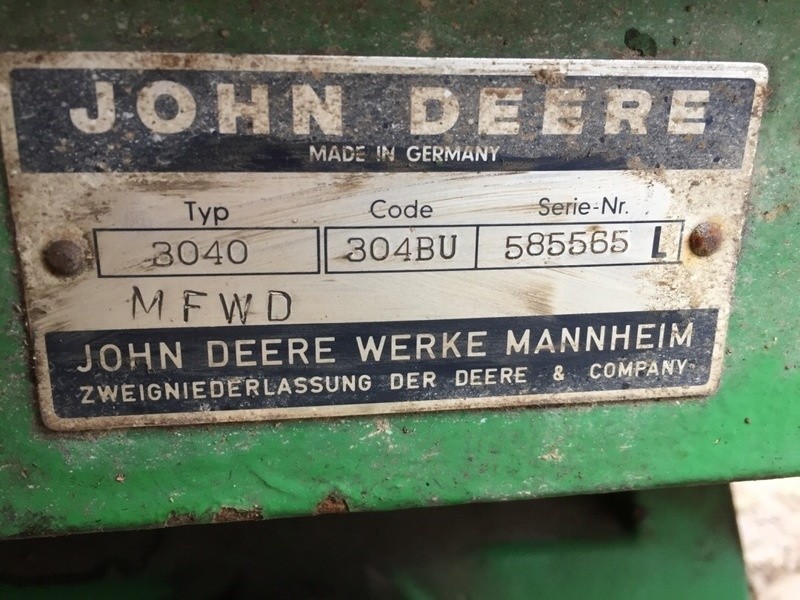 JOHN DEERE
MADE IN GERMANY
Typ Code Serie-Nr.
3040 304BU 585565 L
MFWD
JOHN DEERE WERKE MANNHEIM
ZWEIGNIEDERLASSUNG DER DEERE & COMPANY